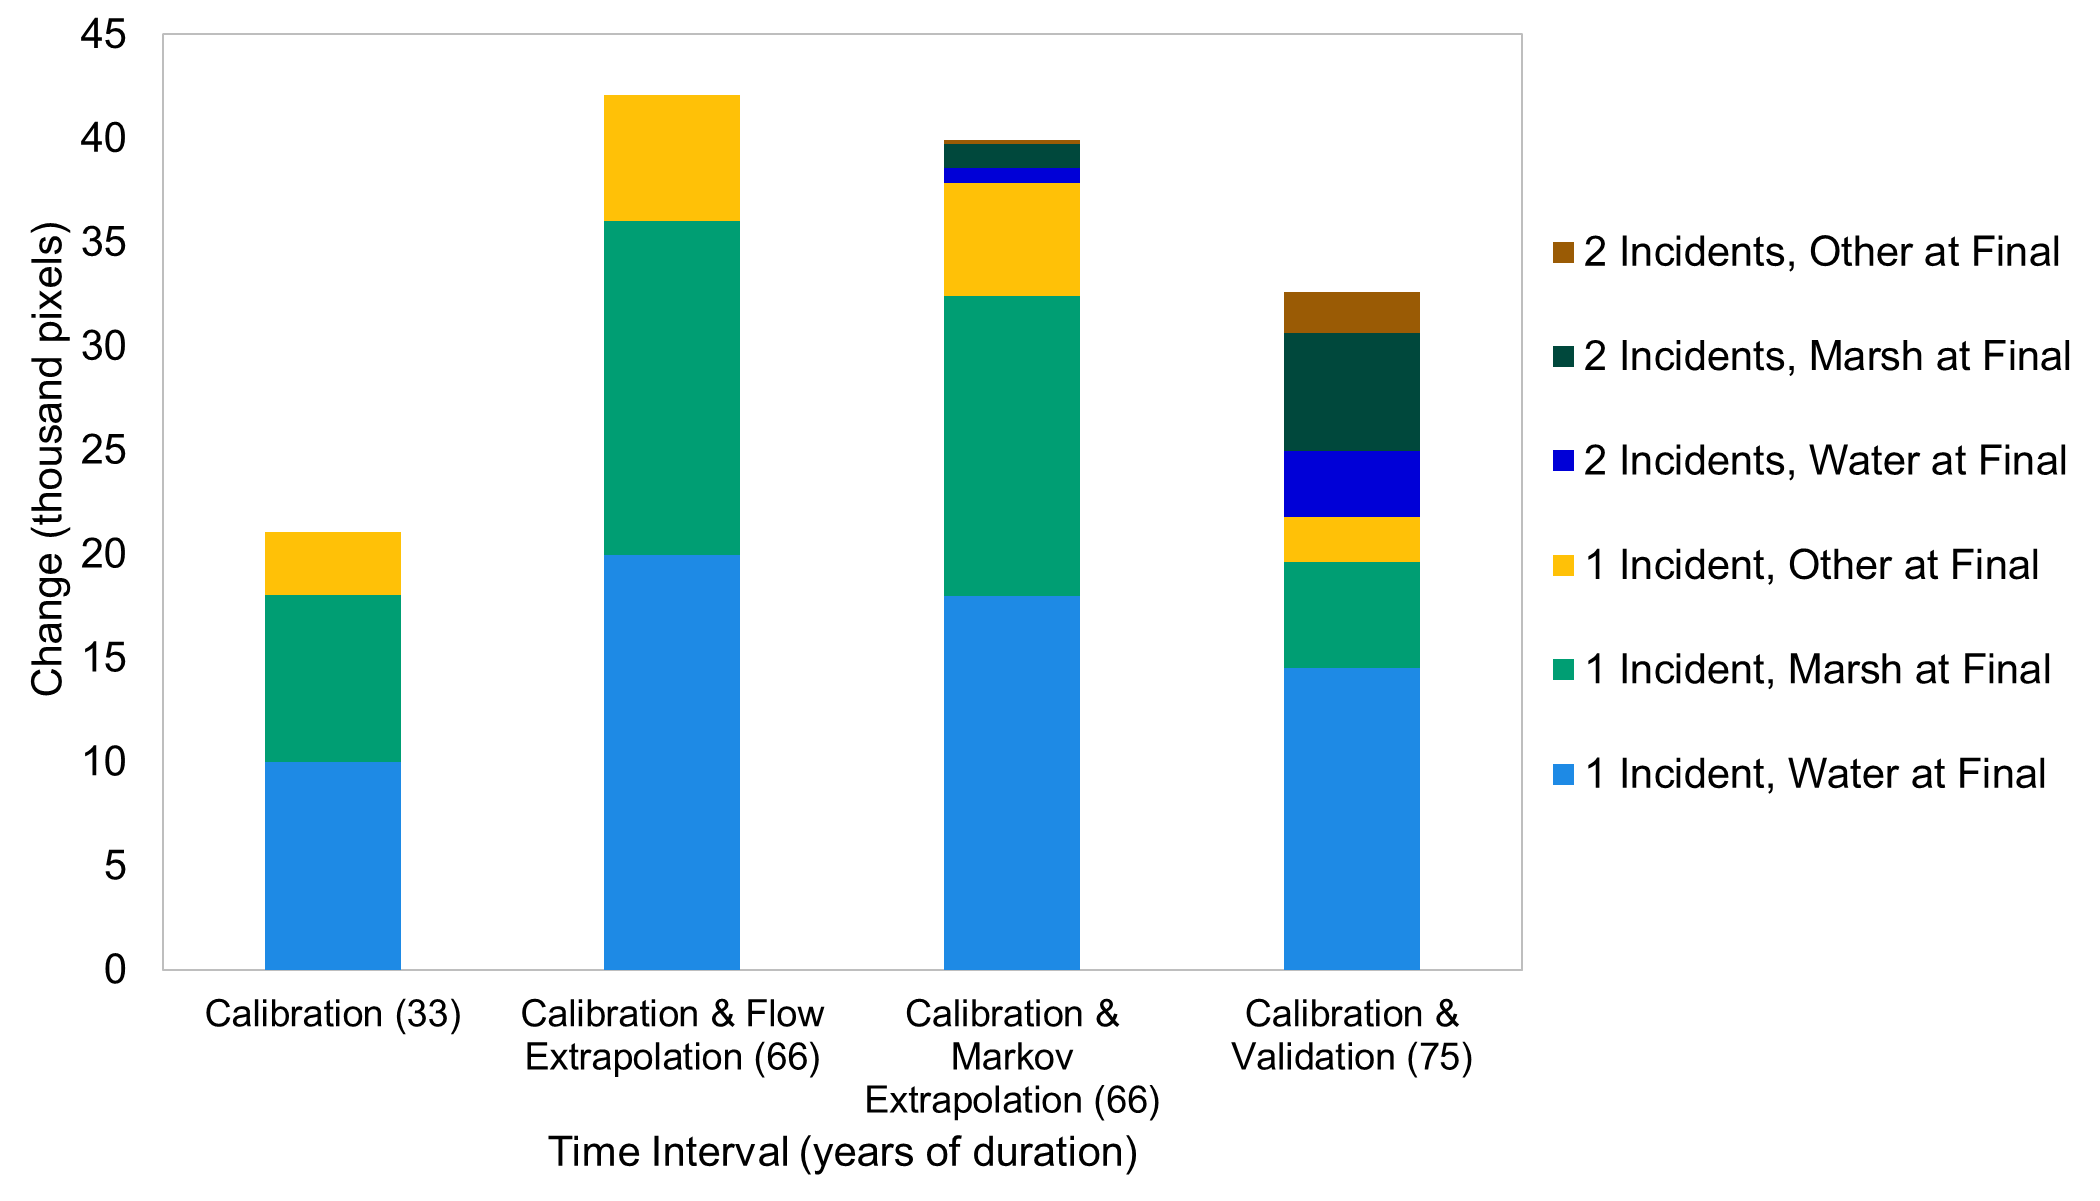 45
40
35
30
25
20
15
10
5
0
Change (thousand pixels)
Calibration (33)
Calibration & Flow
Extrapolation (66)
Calibration &
Markov
Extrapolation (66)
Calibration &
Validation (75)
Time Interval (years of duration)
2 Incidents, Other at Final
2 Incidents, Marsh at Final
2 Incidents, Water at Final
1 Incident, Other at Final
1 Incident, Marsh at Final
1 Incident, Water at Final